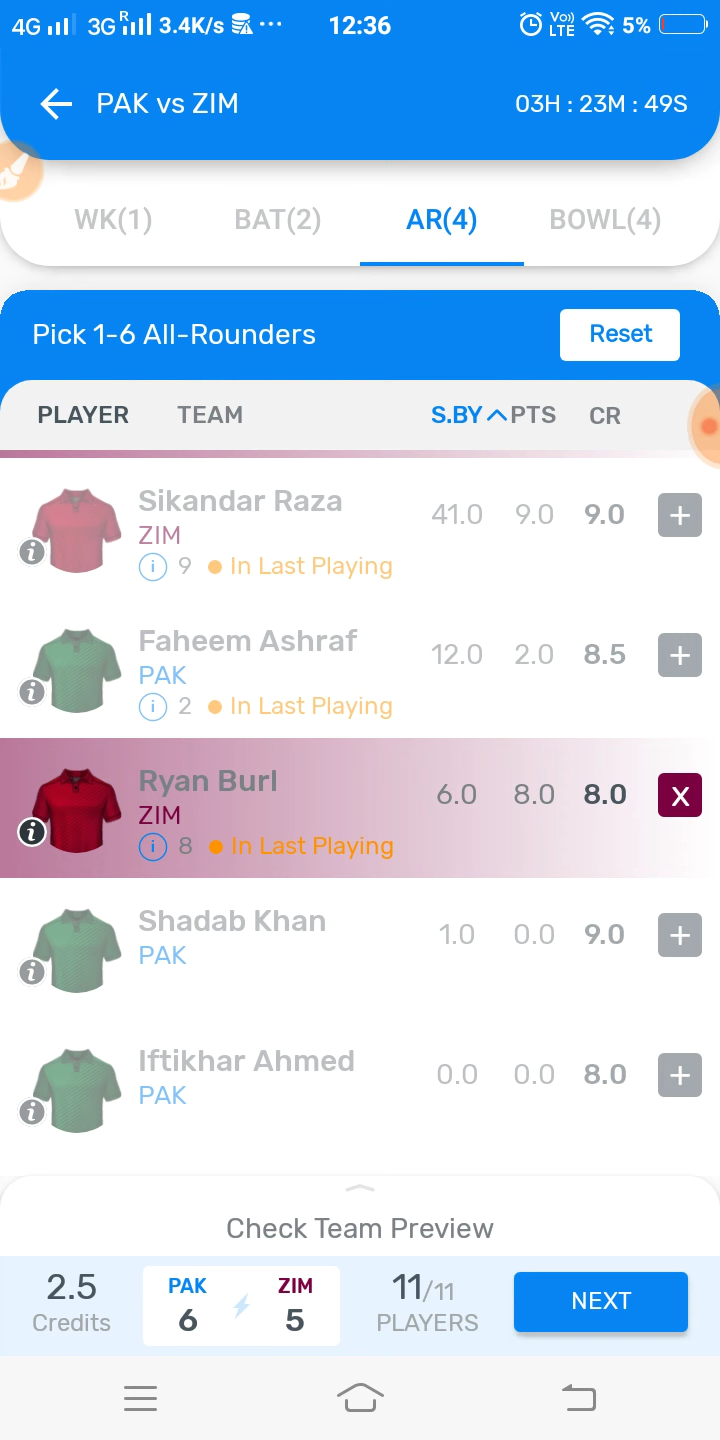 4G 3G R 3.4K/s ... 12:36 Vo)) LTE 5%
PAK vs ZIM 03H : 23M : 49S
WK(1) BAT(2) AR(4) BOWL(4)
Pick 1-6 All-Rounders Reset
PLAYER TEAM S.BY PTS CR
Sikandar Raza 41.0 9.0 9.0 +
ZIM
i i 9 In Last Playing
Faheem Ashraf 12.0 2.0 8.5 +
PAK
i i 2 In Last Playing
Ryan Burl 6.0 8.0 8.0 X
ZIM
i i 8 In Last Playing
Shadab Khan 1.0 0.0 9.0 +
PAK
i
Iftikhar Ahmed 0.0 0.0 8.0 +
PAK
i
Check Team Preview
2.5 PAK ZIM 11/11 NEXT
Credits 6 5 PLAYERS